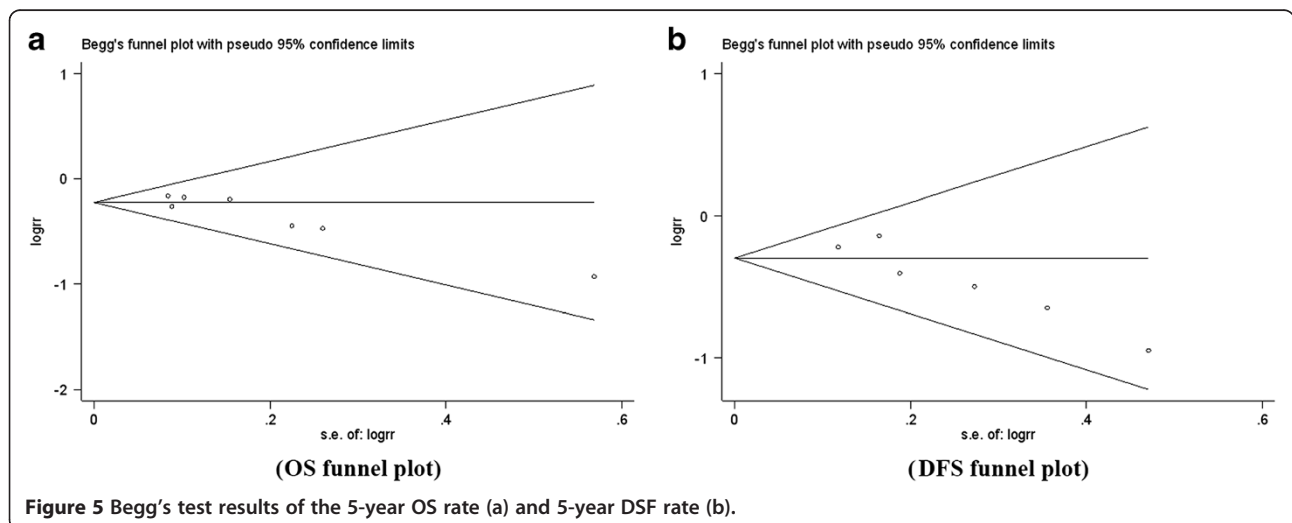 a
Begg's funnel plot with pseudo 95% confidence limits
1
0
-1
-2
logrr
0 .2 .4 .6
s.e. of: logrr
(OS funnel plot)
b
Begg's funnel plot with pseudo 95% confidence limits
1
0
-1
logrr
0 .2 .4 .6
s.e. of: logrr
(DFS funnel plot)
Figure 5 Begg's test results of the 5-year OS rate (a) and 5-year DSF rate (b).